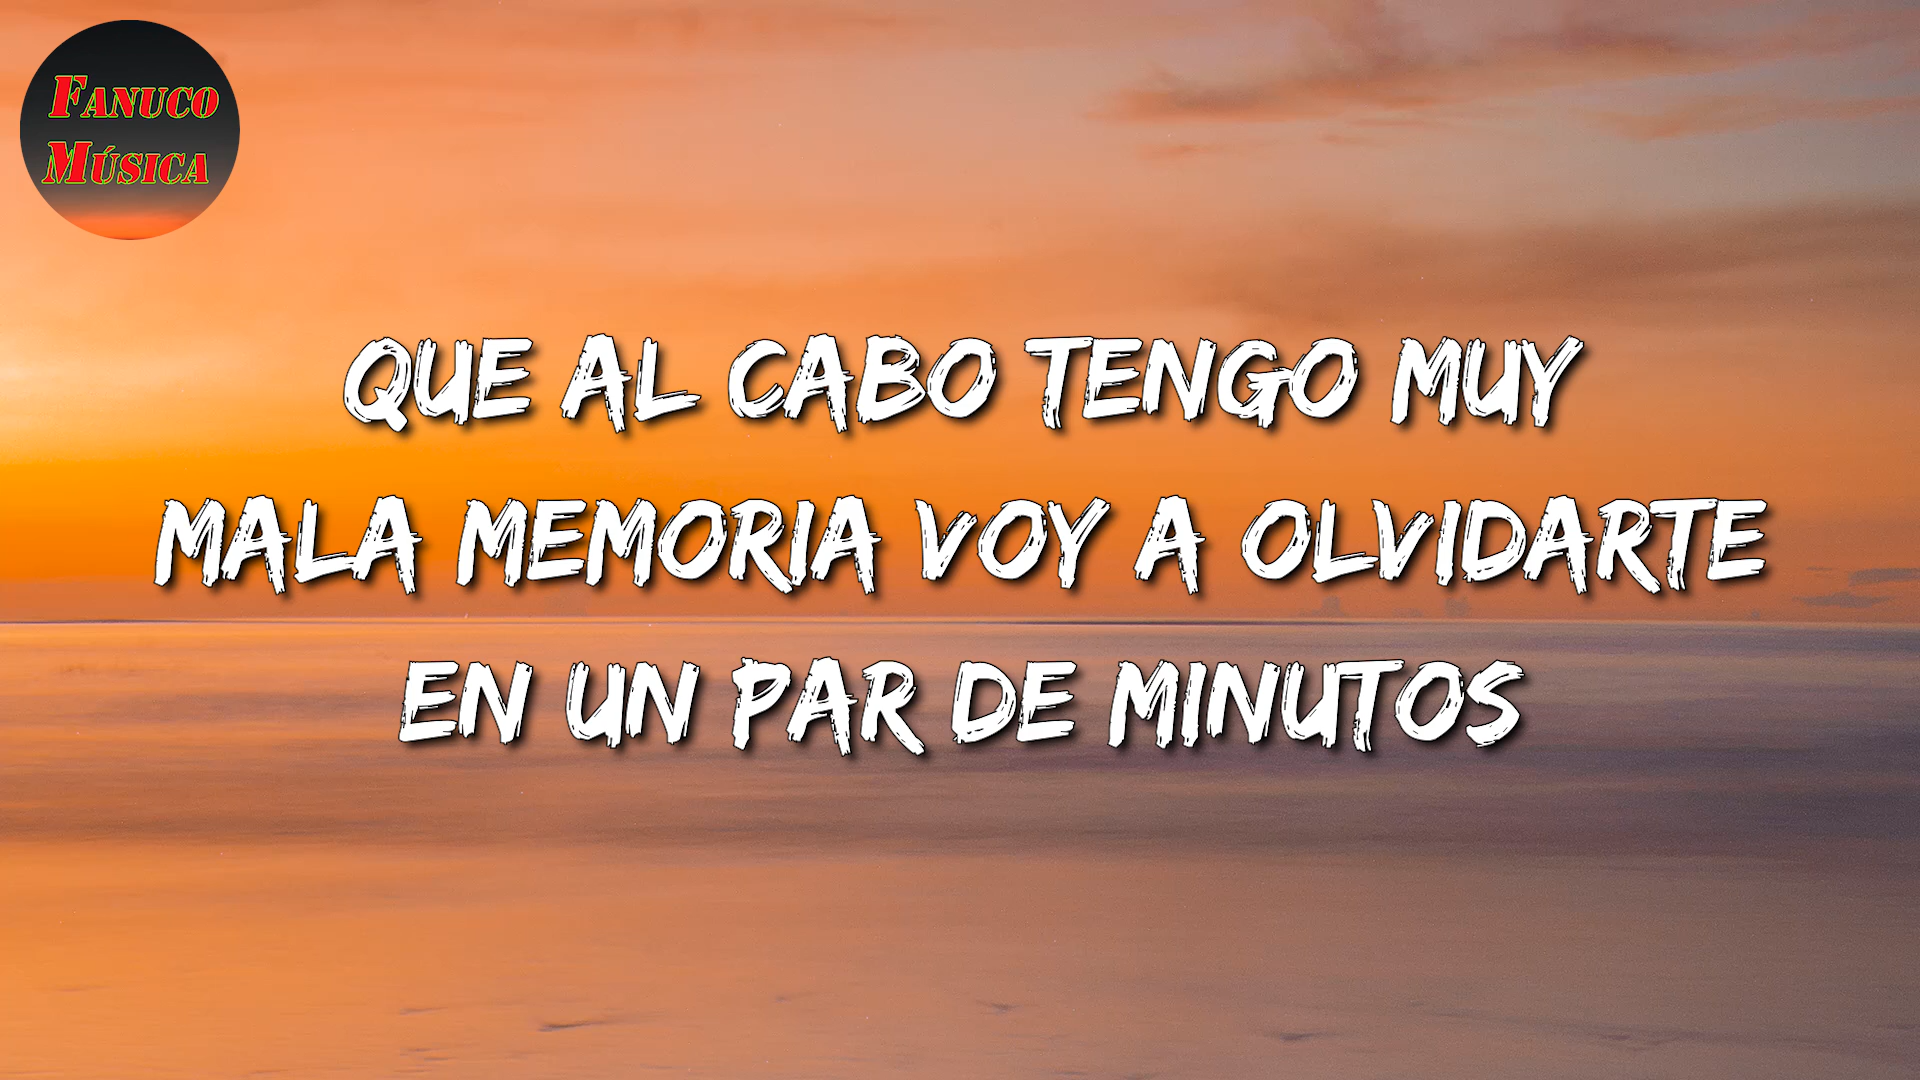 FANUCO
MÚSICA
QUE AL CABO TENGO MUY
MALA MEMORIA VOY A OLVIDARTE
EN UN PAR DE MINUTOS